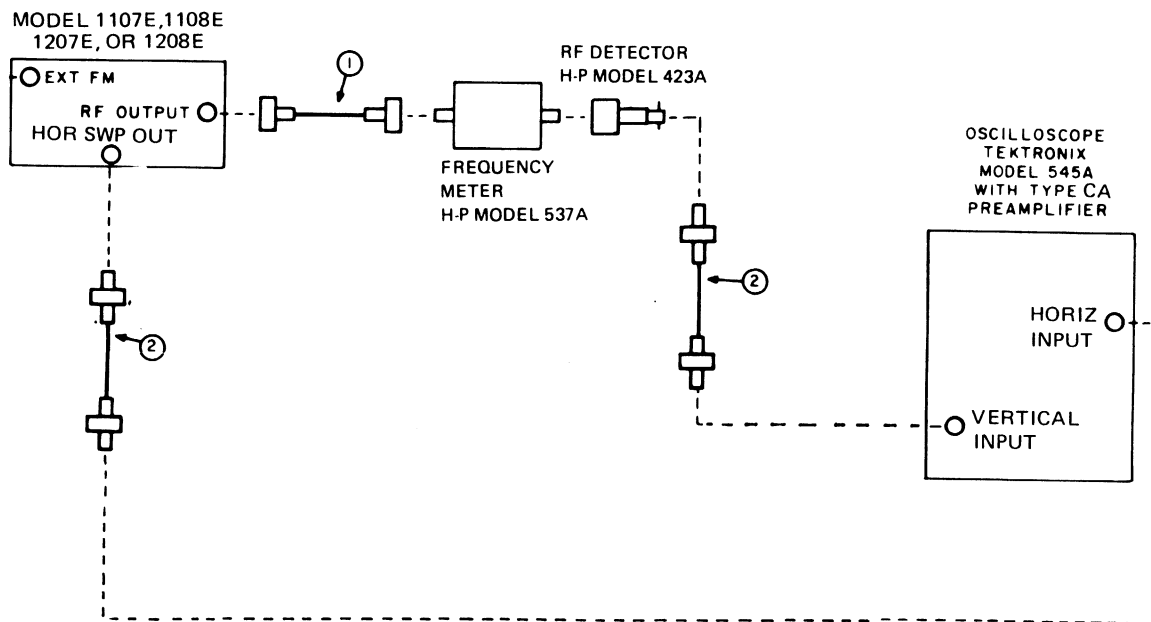 MODEL 1107E,1108E
1207E, OR 1208E
EXT FM
RF OUTPUT
HOR SWP OUT
1
FREQUENCY
METER
H-P MODEL 537A
RF DETECTOR
H-P MODEL 423A
2
2
OSCILLOSCOPE
TEKTRONIX
MODEL 545A
WITH TYPE CA
PREAMPLIFIER
HORIZ
INPUT
VERTICAL
INPUT